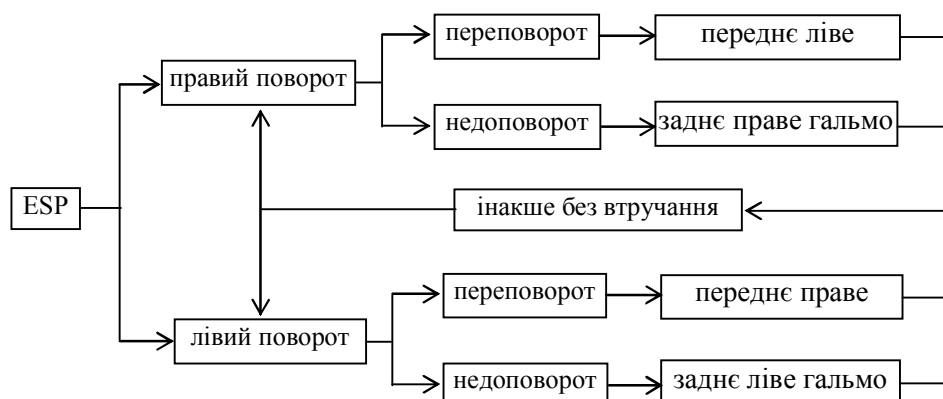 переповорот
переднє ліве
правий поворот
недоповорот
заднє праве гальмо
ESP
інакше без втручання
переповорот
переднє праве
лівий поворот
недоповорот
заднє ліве гальмо